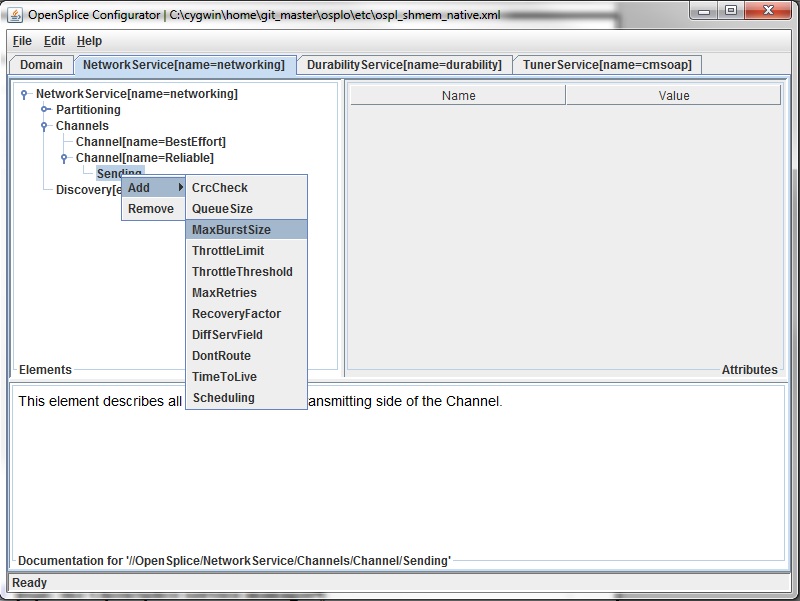 OpenSplice Configurator | C:\cygwin\home\git_master\osplo\etc\ospl_shmem_native.xml
File Edit Help
Domain NetworkService[name=networking] DurabilityService[name=durability] TunerService[name=cmsoap]
NetworkService[name=networking]
Partitioning
Channels
Channel[name=BestEffort]
Channel[name=Reliable]
Sending
Discovery[e
Add
Remove
CrcCheck
QueueSize
MaxBurstSize
ThrottleLimit
ThrottleThreshold
MaxRetries
RecoveryFactor
DiffServField
DontRoute
TimeToLive
Scheduling
Elements
Name Value
Attributes
This element describes all ansmitting side of the Channel.
Documentation for '//OpenSplice/NetworkService/Channels/Channel/Sending'
Ready